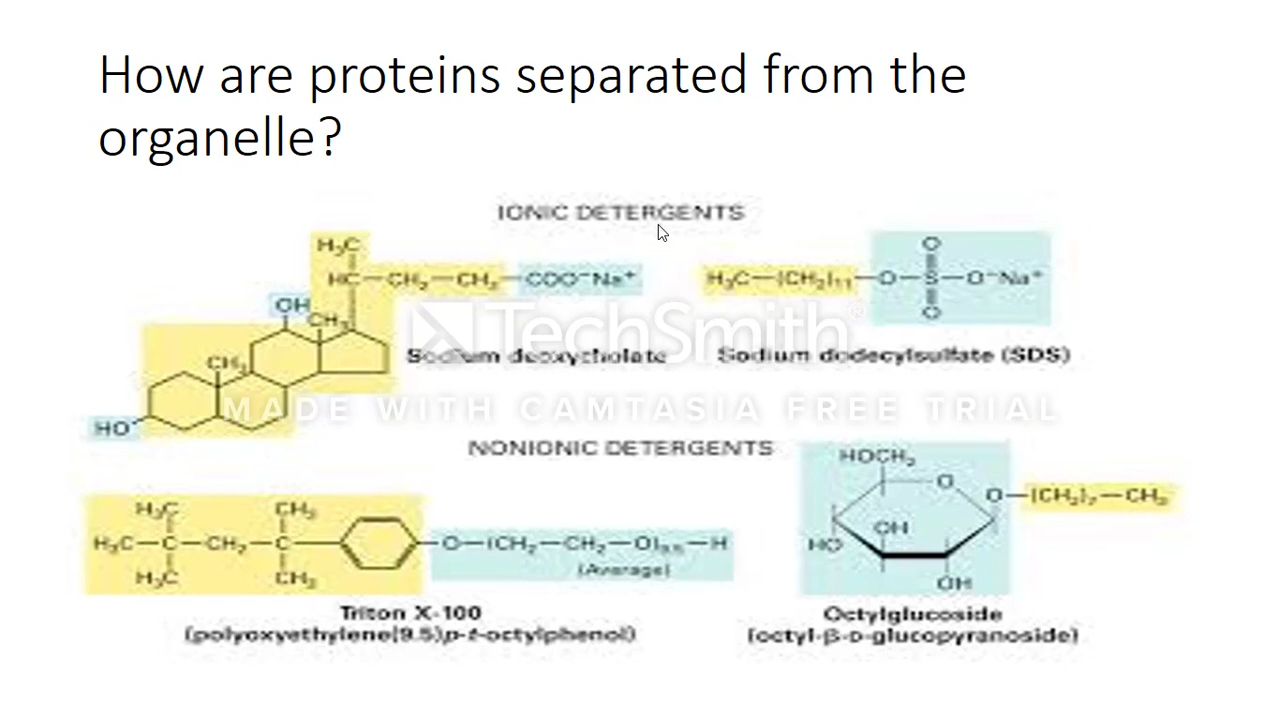 How are proteins separated from the
organelle?
IONIC DETERGENTS
H₃C
HC—CH₂—CH₂—COO⁻Na⁺
OH
CH₃
CH₃
HO
Sodium deoxycholate
H₃C—(CH₂)₁₁—O—S—O⁻Na⁺
O
O
Sodium dodecylsulfate (SDS)
TechSmith®
MADE WITH CAMTASIA FREE TRIAL
NONIONIC DETERGENTS
H₃C CH₃
H₃C—C—CH₂—C—
H₃C CH₃
O—(CH₂—CH₂—O)₉.₅—H
(Average)
Triton X-100
(polyoxyethylene(9.5)p-t-octylphenol)
HOCH₂
O
O—(CH₂)₇—CH₃
OH
HO
OH
Octylglucoside
(octyl-β-D-glucopyranoside)